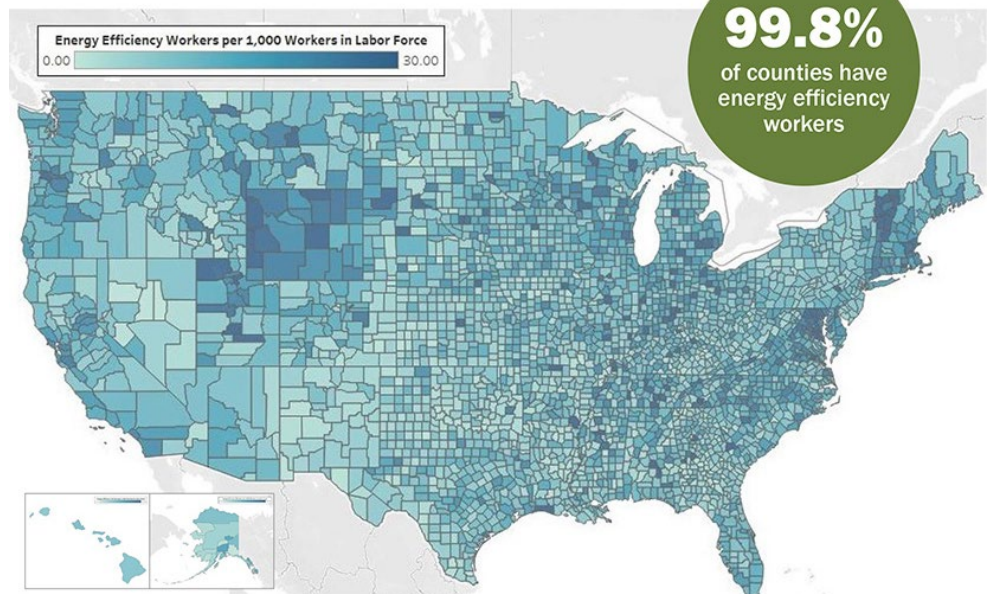 Energy Efficiency Workers per 1,000 Workers in Labor Force
0.00 30.00
99.8%
of counties have
energy efficiency
workers